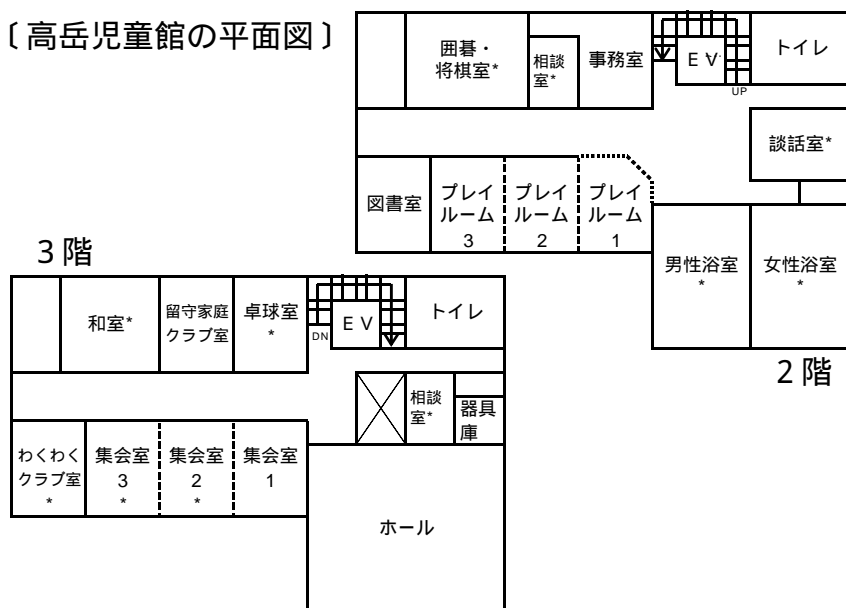 〔高岳児童館の平面図〕
囲碁・
将棋室*
相談
室*
事務室
EV
UP
トイレ
談話室*
図書室
プレイ
ルーム
3
プレイ
ルーム
2
プレイ
ルーム
1
男性浴室
*
女性浴室
*
2階
3階
和室*
留守家庭
クラブ室
卓球室
*
DN
EV
トイレ
相談
室*
器具
庫
わくわく
クラブ室
*
集会室
3
*
集会室
2
*
集会室
1
ホール